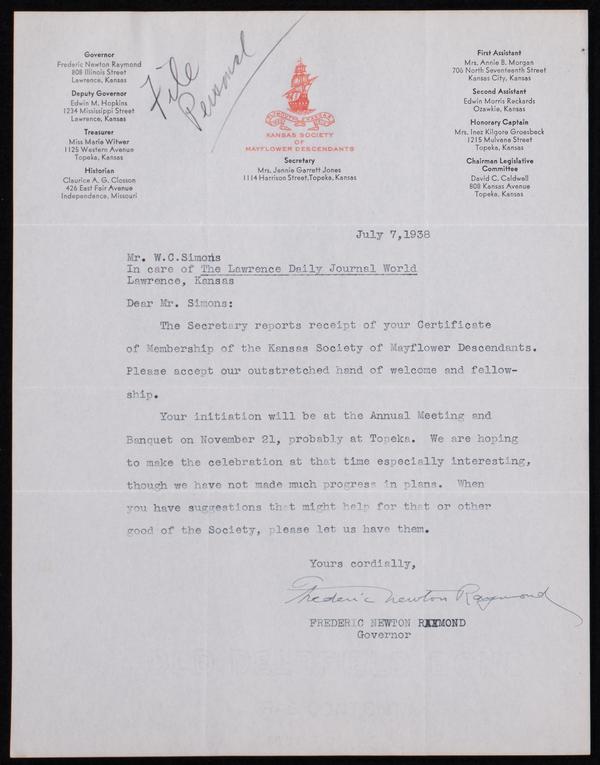 Governor
Frederic Newton Raymond
808 Illinois Street
Lawrence, Kansas
Deputy Governor
Edwin M. Hopkins
1234 Mississippi Street
Lawrence, Kansas
Treasurer
Miss Marie Witwer
1125 Western Avenue
Topeka, Kansas
Historian
Claurice A. G. Closson
426 East Fair Avenue
Independence, Missouri
File
Personal
KANSAS SOCIETY
OF
MAYFLOWER DESCENDANTS
Secretary
Mrs. Jennie Garrett Jones
1114 Harrison Street, Topeka, Kansas
First Assistant
Mrs. Annie B. Morgan
706 North Seventeenth Street
Kansas City, Kansas
Second Assistant
Edwin Morris Reckards
Ozawkie, Kansas
Honorary Captain
Mrs. Inez Kilgore Groesbeck
1215 Mulvane Street
Topeka, Kansas
Chairman Legislative
Committee
David C. Caldwell
808 Kansas Avenue
Topeka, Kansas
July 7,1938
Mr. W.C.Simons
In care of The Lawrence Daily Journal World
Lawrence, Kansas
Dear Mr. Simons:
The Secretary reports receipt of your Certificate
of Membership of the Kansas Society of Mayflower Descendants.
Please accept our outstretched hand of welcome and fellow-
ship.
Your initiation will be at the Annual Meeting and
Banquet on November 21, probably at Topeka. We are hoping
to make the celebration at that time especially interesting,
though we have not made much progress in plans. When
you have suggestions that might help for that or other
good of the Society, please let us have them.
Yours cordially,
Frederic Newton Raymond
FREDERIC NEWTON RAYMOND
Governor